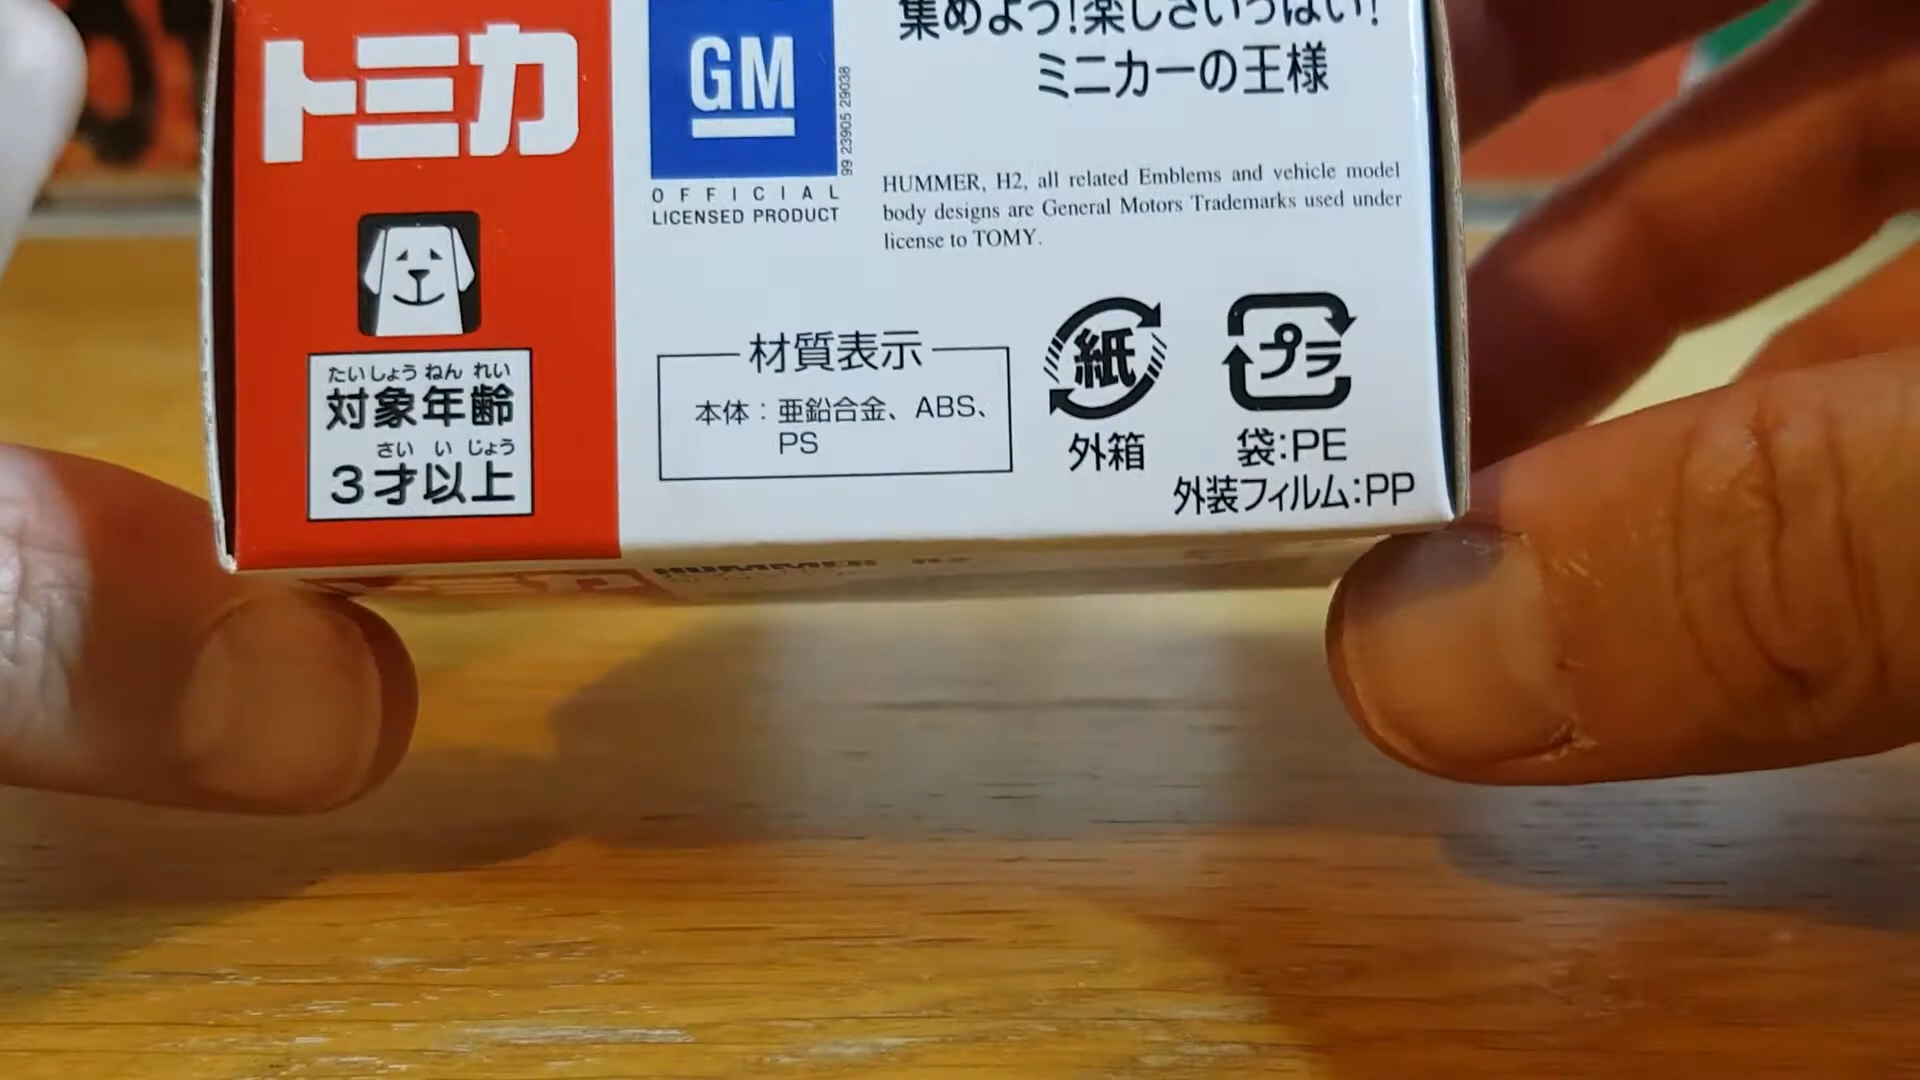 トミカ
GM
OFFICIAL
LICENSED PRODUCT
99 23905 29038
集めよう!楽しさいっぱい!
ミニカーの王様
HUMMER, H2, all related Emblems and vehicle model
body designs are General Motors Trademarks used under
license to TOMY.
たいしょう ねん れい
対象年齢
さい い じょう
3才以上
材質表示
本体:亜鉛合金、ABS、
PS
紙
外箱
プラ
袋:PE
外装フィルム:PP
トミカ
HUMMER H2